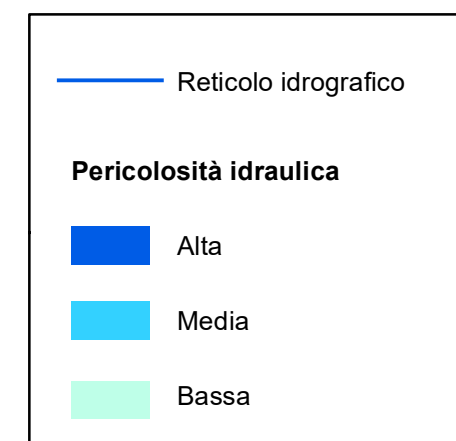 Reticolo idrografico
Pericolosità idraulica
Alta
Media
Bassa